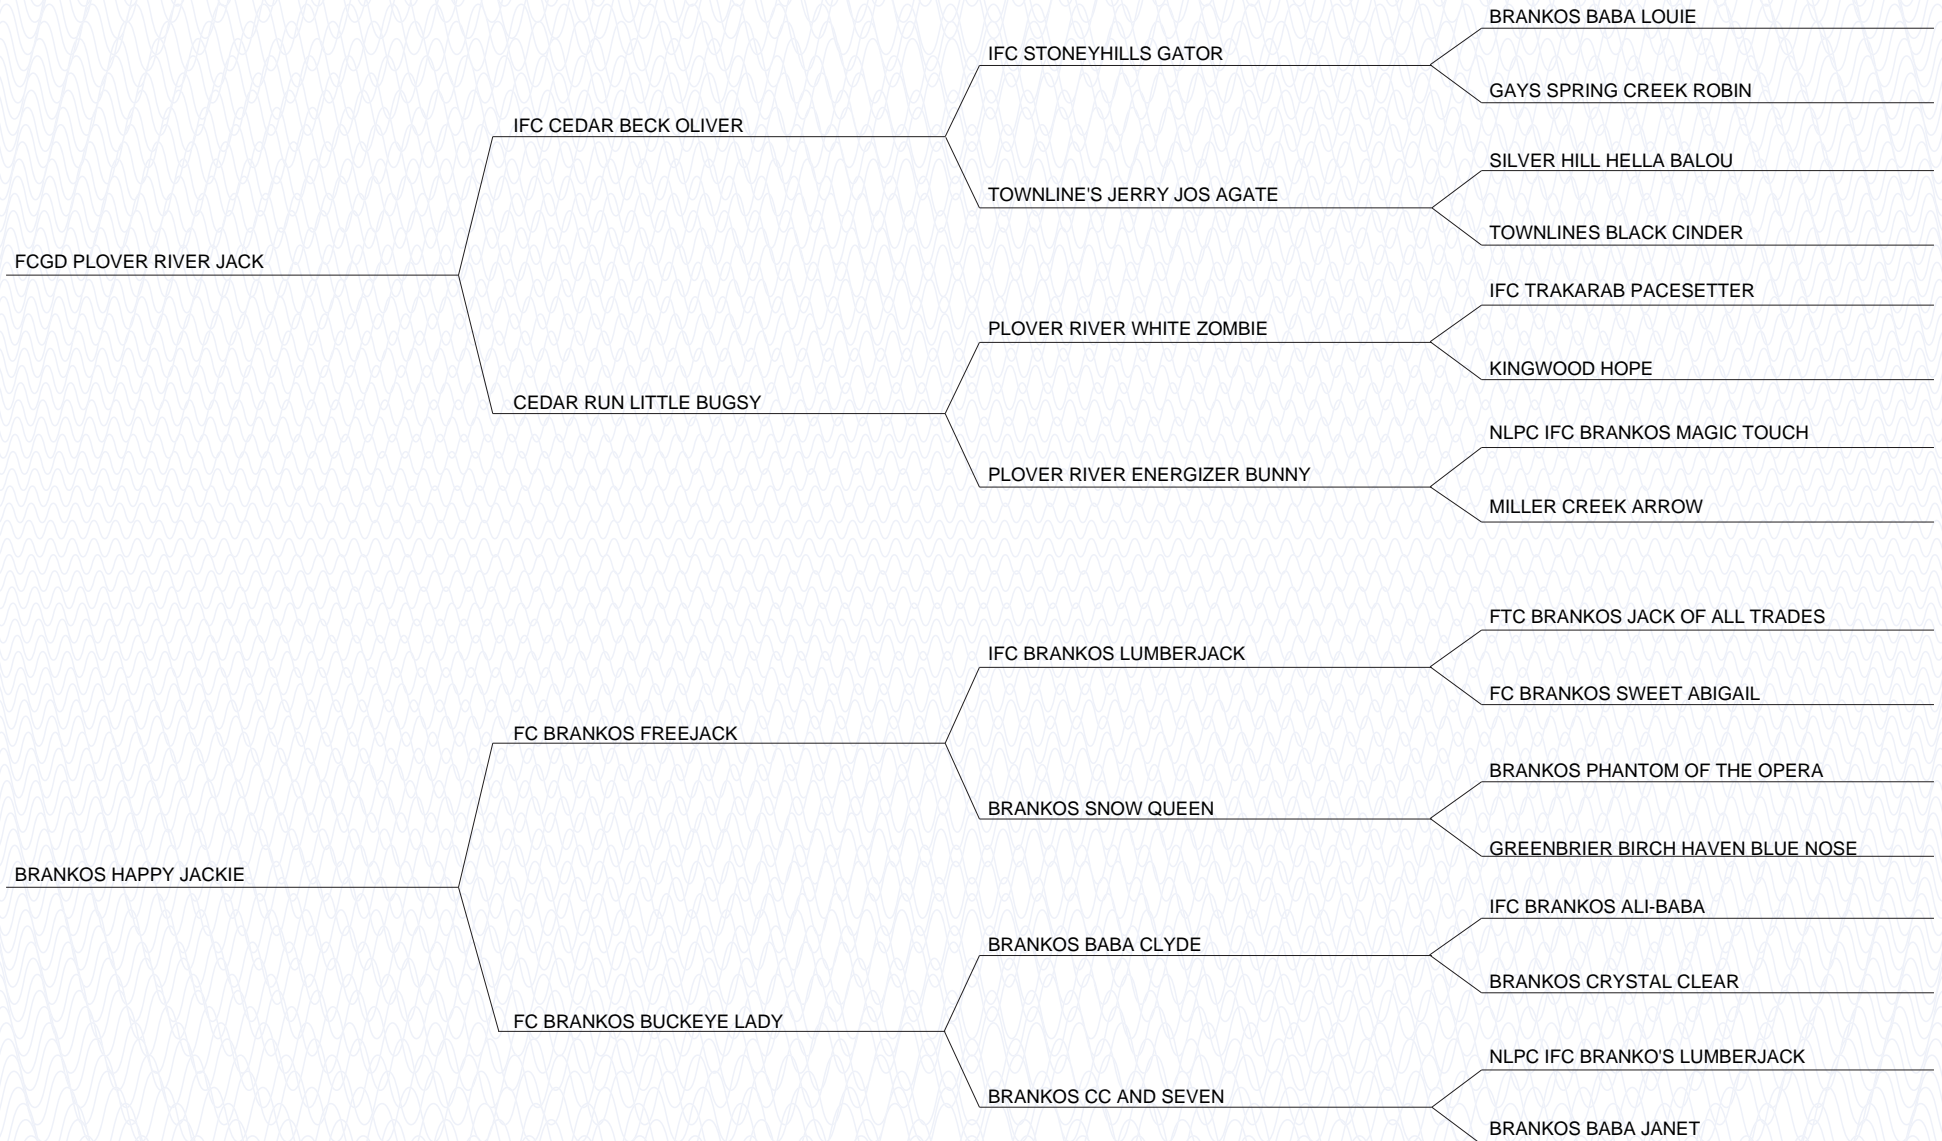 BRANKOS BABA LOUIE
IFC STONEYHILLS GATOR
GAYS SPRING CREEK ROBIN
IFC CEDAR BECK OLIVER
SILVER HILL HELLA BALOU
TOWNLINE'S JERRY JOS AGATE
TOWNLINES BLACK CINDER
FCGD PLOVER RIVER JACK
IFC TRAKARAB PACESETTER
PLOVER RIVER WHITE ZOMBIE
KINGWOOD HOPE
CEDAR RUN LITTLE BUGSY
NLPC IFC BRANKOS MAGIC TOUCH
PLOVER RIVER ENERGIZER BUNNY
MILLER CREEK ARROW
FTC BRANKOS JACK OF ALL TRADES
IFC BRANKOS LUMBERJACK
FC BRANKOS SWEET ABIGAIL
FC BRANKOS FREEJACK
BRANKOS PHANTOM OF THE OPERA
BRANKOS SNOW QUEEN
GREENBRIER BIRCH HAVEN BLUE NOSE
BRANKOS HAPPY JACKIE
IFC BRANKOS ALI-BABA
BRANKOS BABA CLYDE
BRANKOS CRYSTAL CLEAR
FC BRANKOS BUCKEYE LADY
NLPC IFC BRANKO'S LUMBERJACK
BRANKOS CC AND SEVEN
BRANKOS BABA JANET